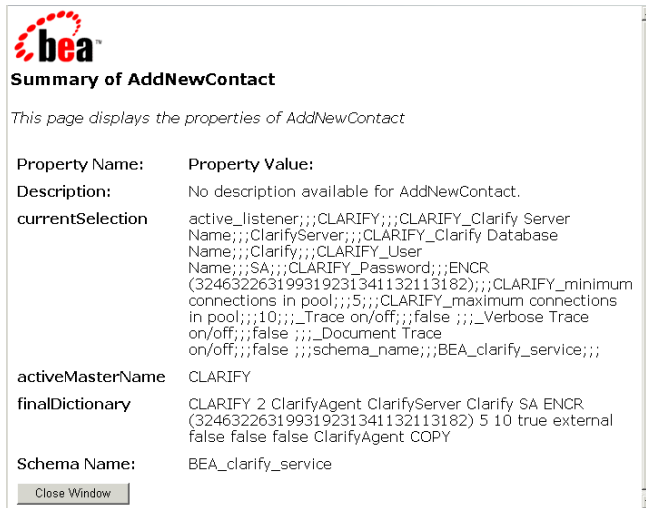 bea™
Summary of AddNewContact
This page displays the properties of AddNewContact
Property Name: Property Value:
Description: No description available for AddNewContact.
currentSelection active_listener;;;CLARIFY;;;CLARIFY_Clarify Server
Name;;;ClarifyServer;;;CLARIFY_Clarify Database
Name;;;Clarify;;;CLARIFY_User
Name;;;SA;;;CLARIFY_Password;;;ENCR
(3246322631993192313411321131​82);;;CLARIFY_minimum
connections in pool;;;5;;;CLARIFY_maximum connections
in pool;;;10;;;_Trace on/off;;;false ;;;_Verbose Trace
on/off;;;false ;;;_Document Trace
on/off;;;false ;;;schema_name;;;BEA_clarify_service;;;
activeMasterName CLARIFY
finalDictionary CLARIFY 2 ClarifyAgent ClarifyServer Clarify SA ENCR
(324632263199319231341132113182) 5 10 true external
false false false ClarifyAgent COPY
Schema Name: BEA_clarify_service
Close Window